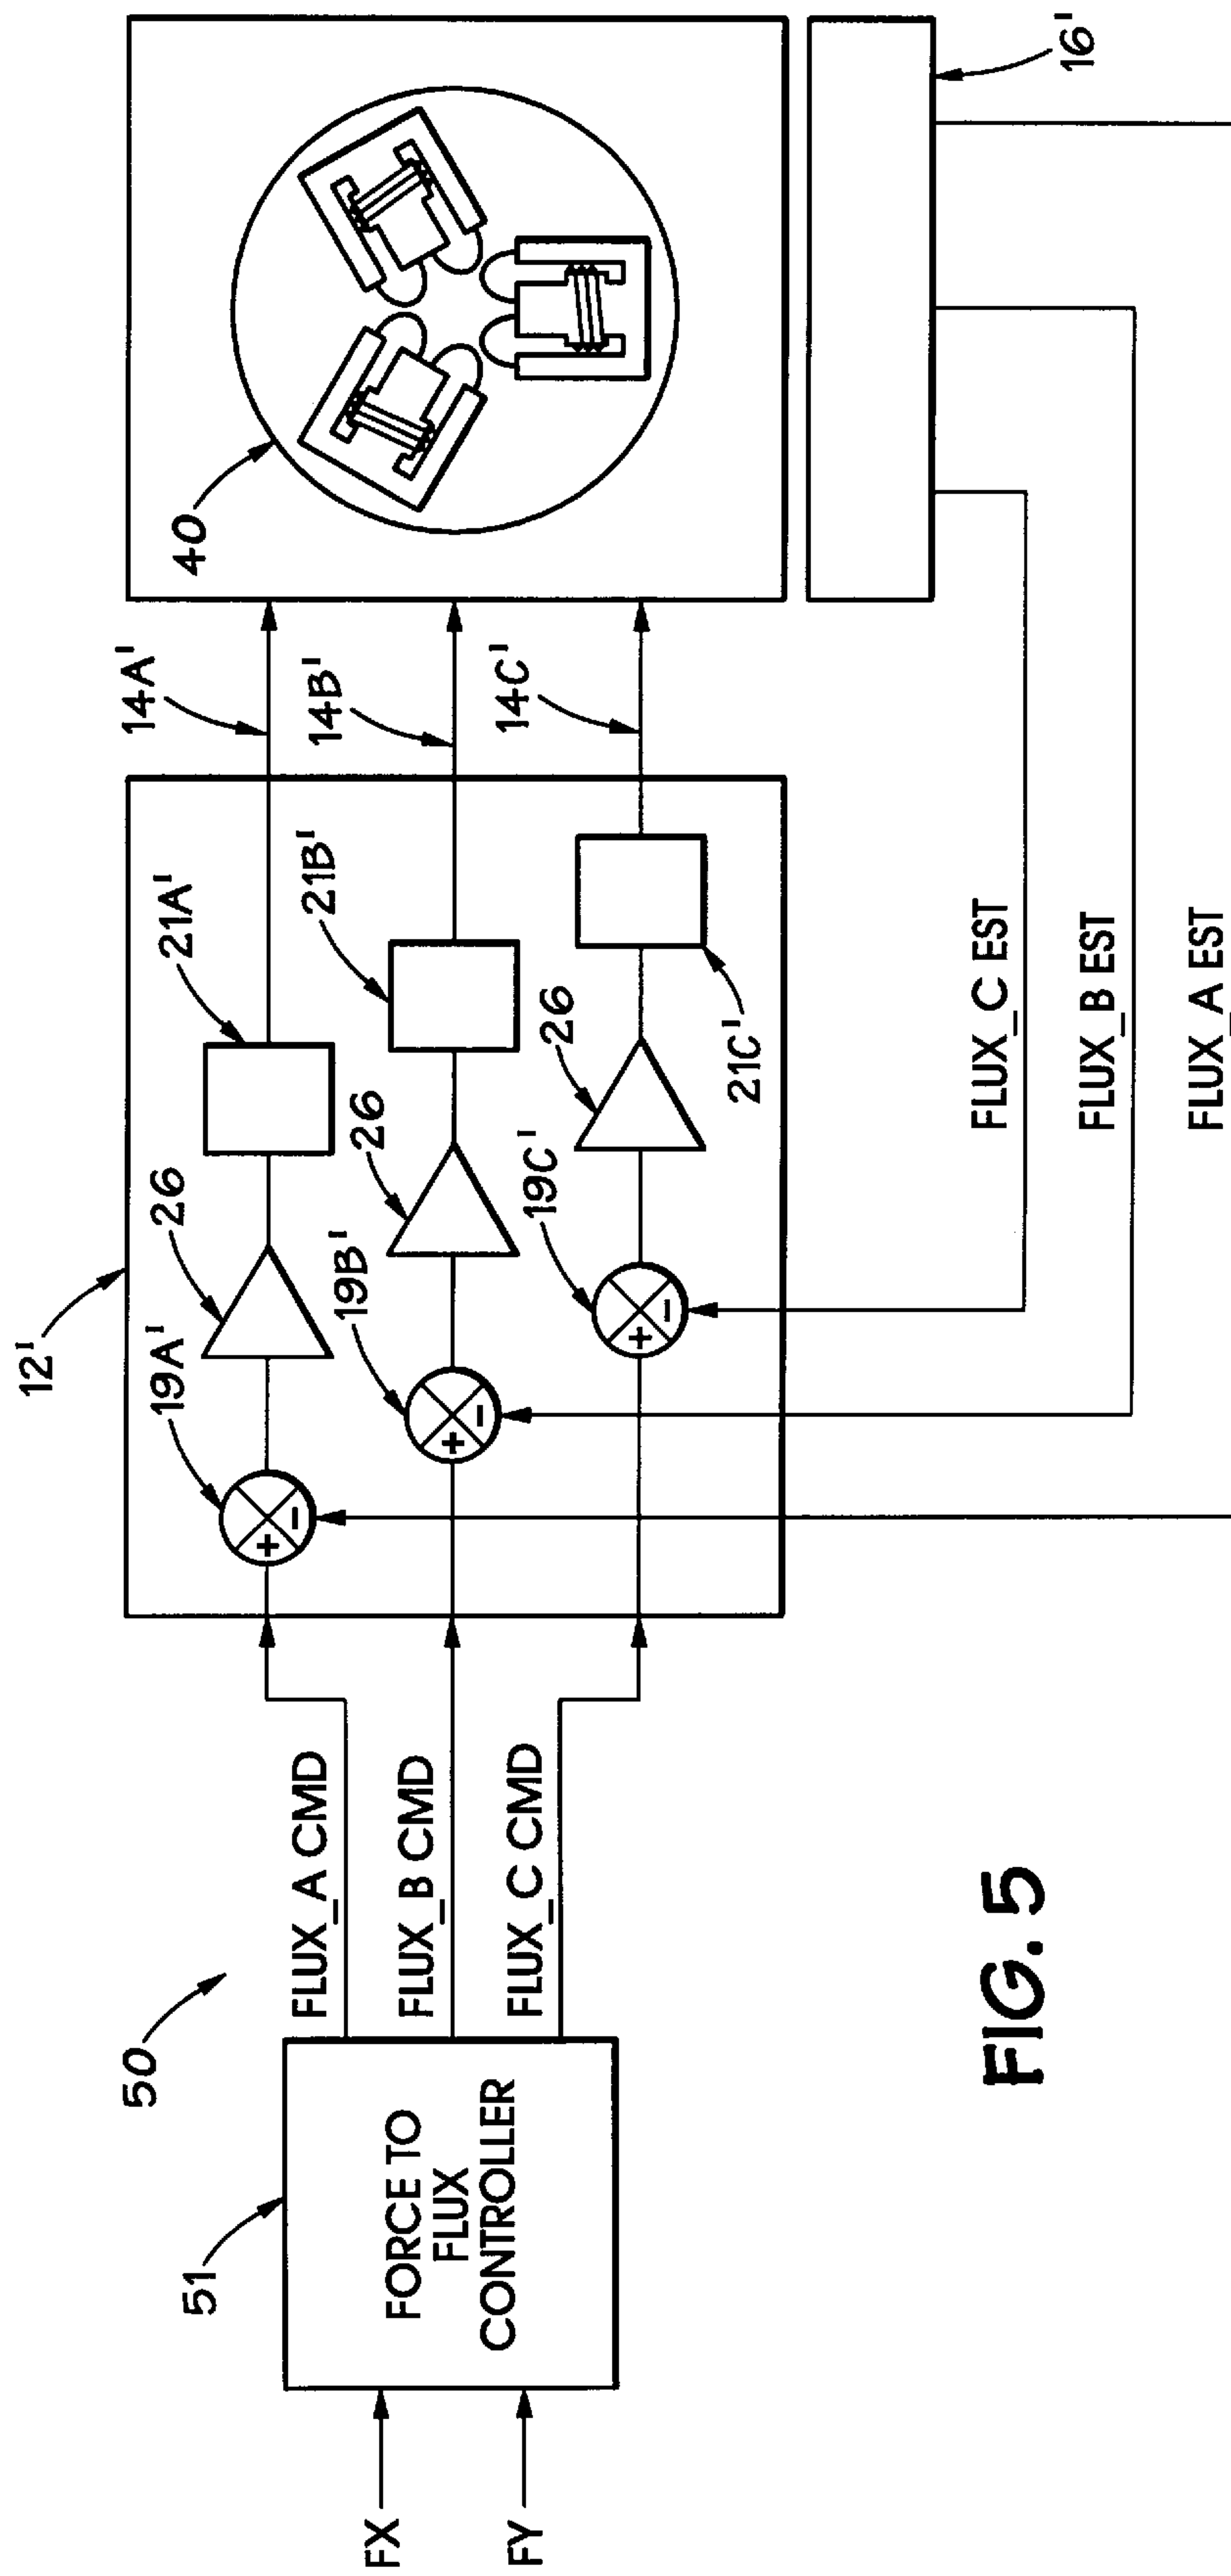 FX
FY
51
FORCE TO
FLUX
CONTROLLER
50
FLUX_A CMD
FLUX_B CMD
FLUX_C CMD
12'
19A'
+
−
26
21A'
19B'
+
−
26
21B'
19C'
+
−
26
21C'
14A'
14B'
14C'
40
16'
FLUX_C EST
FLUX_B EST
FLUX_A EST
FIG. 5